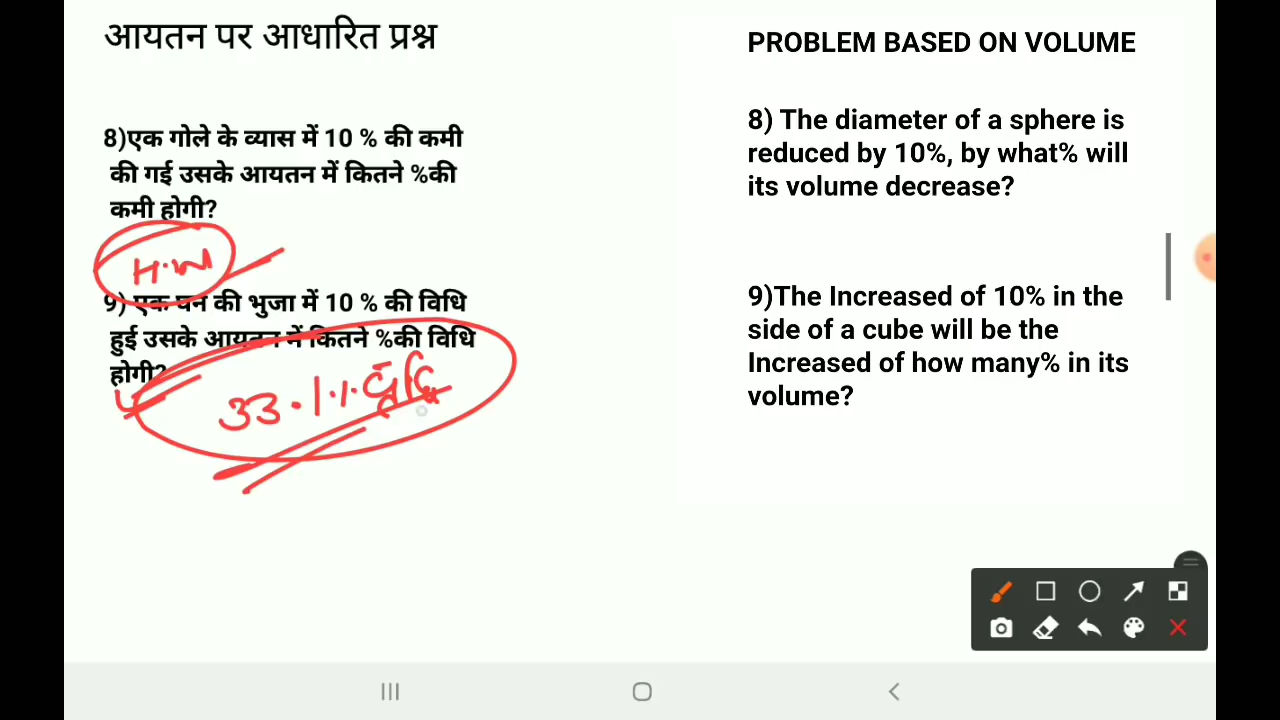 आयतन पर आधारित प्रश्न
8)एक गोले के व्यास में 10 % की कमी
की गई उसके आयतन में कितने %की
कमी होगी?
H.W
9) एक घन की भुजा में 10 % की विधि
हुई उसके आयतन में कितने %की विधि
होगी?
33.1% वृद्धि
PROBLEM BASED ON VOLUME
8) The diameter of a sphere is
reduced by 10%, by what% will
its volume decrease?
9)The Increased of 10% in the
side of a cube will be the
Increased of how many% in its
volume?